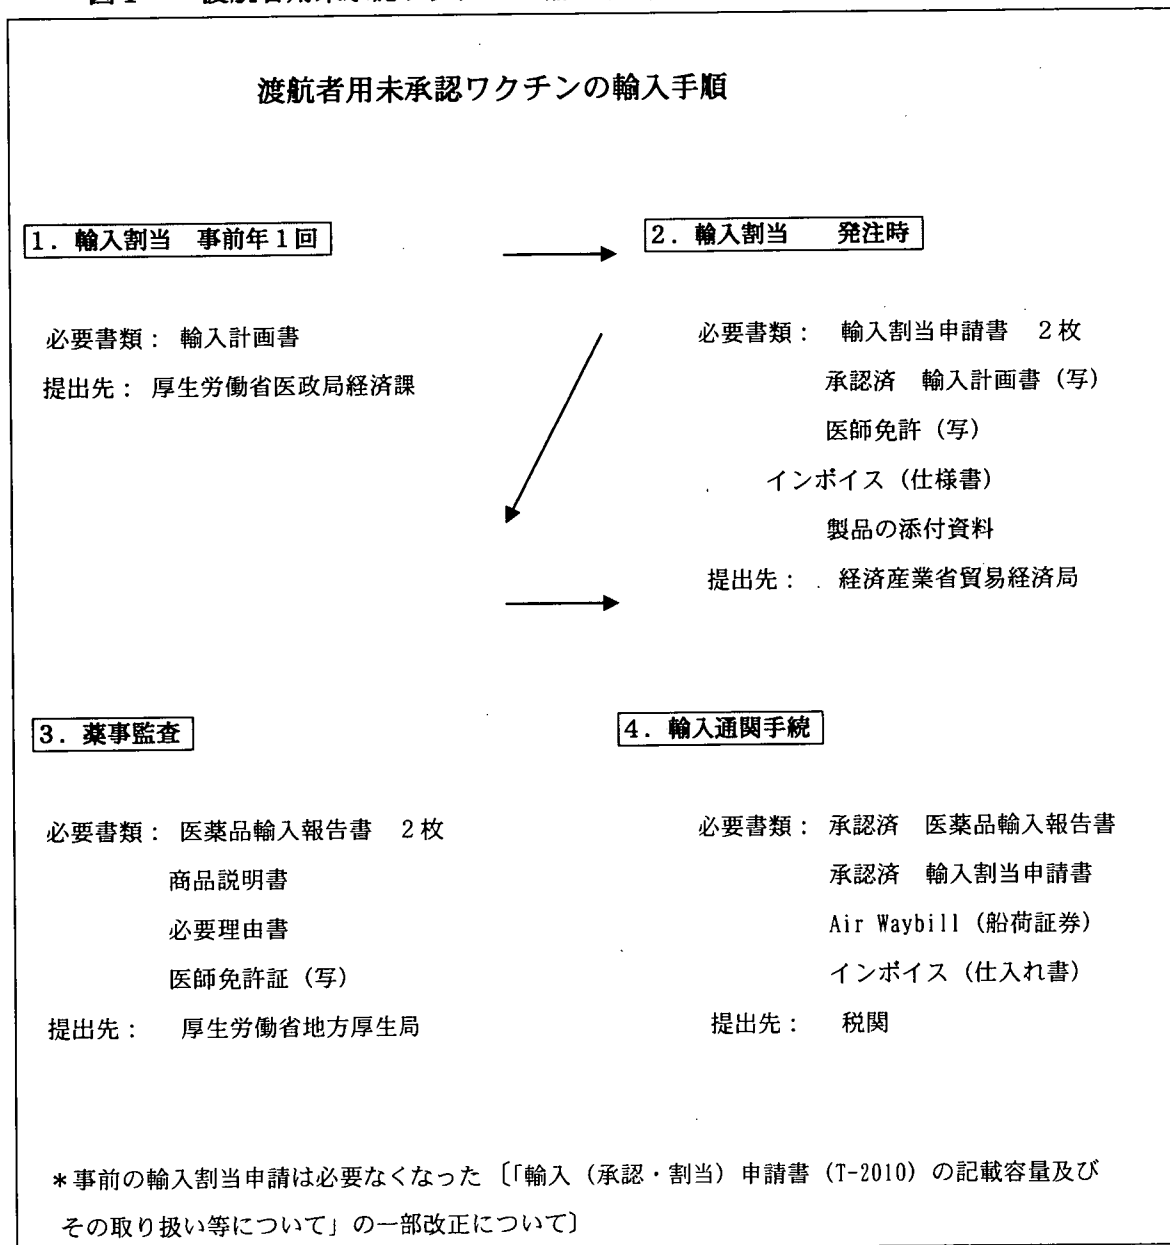 渡航者用未承認ワクチンの輸入手順
1. 輸入割当 事前年1回
必要書類: 輸入計画書
提出先: 厚生労働省医政局経済課
2. 輸入割当 発注時
必要書類: 輸入割当申請書 2枚
承認済 輸入計画書(写)
医師免許(写)
インボイス(仕様書)
製品の添付資料
提出先: 経済産業省貿易経済局
3. 薬事監査
必要書類: 医薬品輸入報告書 2枚
商品説明書
必要理由書
医師免許証(写)
提出先: 厚生労働省地方厚生局
4. 輸入通関手続
必要書類: 承認済 医薬品輸入報告書
承認済 輸入割当申請書
Air Waybill(船荷証券)
インボイス(仕入れ書)
提出先: 税関
*事前の輸入割当申請は必要なくなった〔「輸入(承認・割当)申請書(T-2010)の記載容量及び
その取り扱い等について」の一部改正について〕